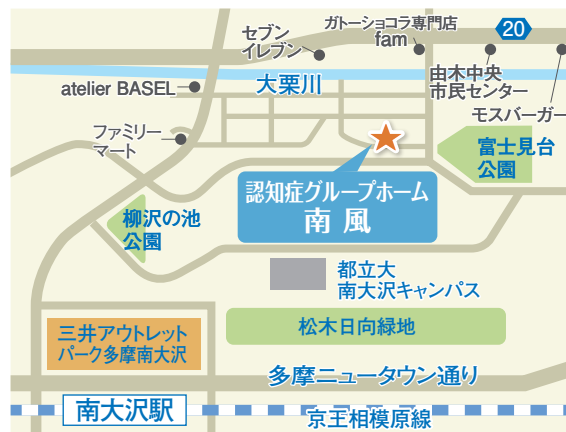 セブン
イレブン
ガトーショコラ専門店
fam
20
atelier BASEL
大栗川
由木中央
市民センター
モスバーガー
ファミリー
マート
富士見台
公園
認知症グループホーム
南風
柳沢の池
公園
都立大
南大沢キャンパス
三井アウトレット
パーク多摩南大沢
松木日向緑地
多摩ニュータウン通り
南大沢駅
京王相模原線